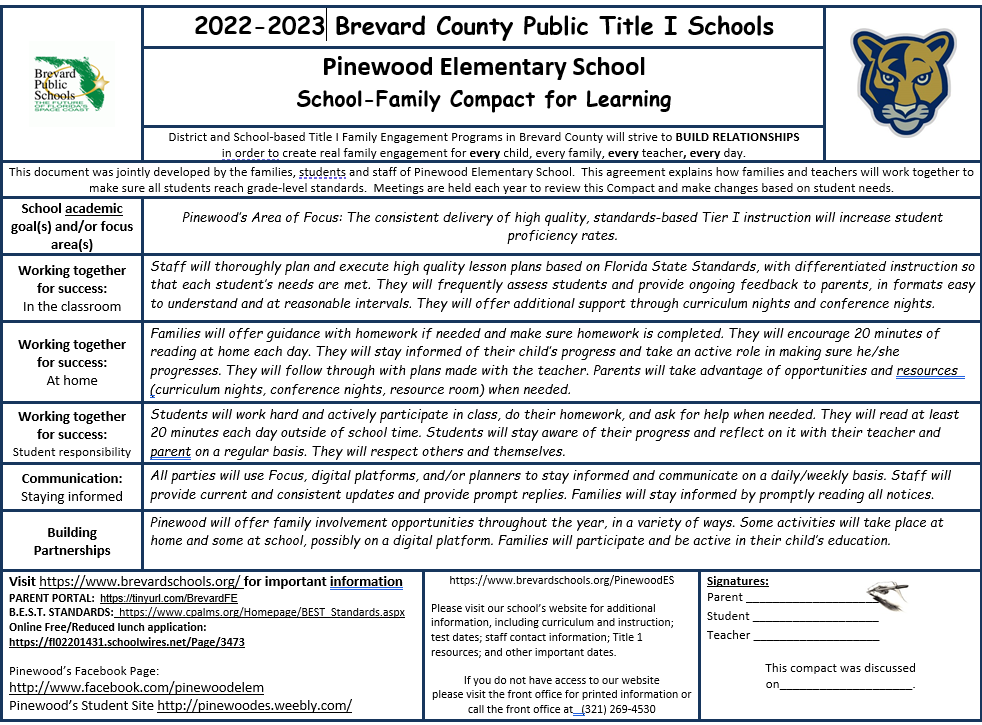 2022-2023 Brevard County Public Title I Schools
Brevard
Public
Schools
THE FUTURE
OF FLORIDA'S
SPACE COAST
Pinewood Elementary School
School-Family Compact for Learning
District and School-based Title I Family Engagement Programs in Brevard County will strive to BUILD RELATIONSHIPS
in order to create real family engagement for every child, every family, every teacher, every day.
This document was jointly developed by the families, students and staff of Pinewood Elementary School.  This agreement explains how families and teachers will work together to
make sure all students reach grade-level standards.  Meetings are held each year to review this Compact and make changes based on student needs.
School academic
goal(s) and/or focus
area(s)
Pinewood's Area of Focus: The consistent delivery of high quality, standards-based Tier I instruction will increase student
proficiency rates.
Working together
for success:
In the classroom
Staff will thoroughly plan and execute high quality lesson plans based on Florida State Standards, with differentiated instruction so
that each student's needs are met. They will frequently assess students and provide ongoing feedback to parents, in formats easy
to understand and at reasonable intervals. They will offer additional support through curriculum nights and conference nights.
Working together
for success:
At home
Families will offer guidance with homework if needed and make sure homework is completed. They will encourage 20 minutes of
reading at home each day. They will stay informed of their child's progress and take an active role in making sure he/she
progresses. They will follow through with plans made with the teacher. Parents will take advantage of opportunities and resources
(curriculum nights, conference nights, resource room) when needed.
Working together
for success:
Student responsibility
Students will work hard and actively participate in class, do their homework, and ask for help when needed. They will read at least
20 minutes each day outside of school time. Students will stay aware of their progress and reflect on it with their teacher and
parent on a regular basis. They will respect others and themselves.
Communication:
Staying informed
All parties will use Focus, digital platforms, and/or planners to stay informed and communicate on a daily/weekly basis. Staff will
provide current and consistent updates and provide prompt replies. Families will stay informed by promptly reading all notices.
Building
Partnerships
Pinewood will offer family involvement opportunities throughout the year, in a variety of ways. Some activities will take place at
home and some at school, possibly on a digital platform. Families will participate and be active in their child's education.
Visit https://www.brevardschools.org/ for important information
PARENT PORTAL:  https://tinyurl.com/BrevardFE
B.E.S.T. STANDARDS:  https://www.cpalms.org/Homepage/BEST_Standards.aspx
Online Free/Reduced lunch application:
https://fl02201431.schoolwires.net/Page/3473
Pinewood's Facebook Page:
http://www.facebook.com/pinewoodelem
Pinewood's Student Site http://pinewoodes.weebly.com/
https://www.brevardschools.org/PinewoodES
Please visit our school's website for additional
information, including curriculum and instruction;
test dates; staff contact information; Title 1
resources; and other important dates.
If you do not have access to our website
please visit the front office for printed information or
call the front office at  (321) 269-4530
Signatures:
Parent ___________________
Student __________________
Teacher __________________
This compact was discussed
on___________________.